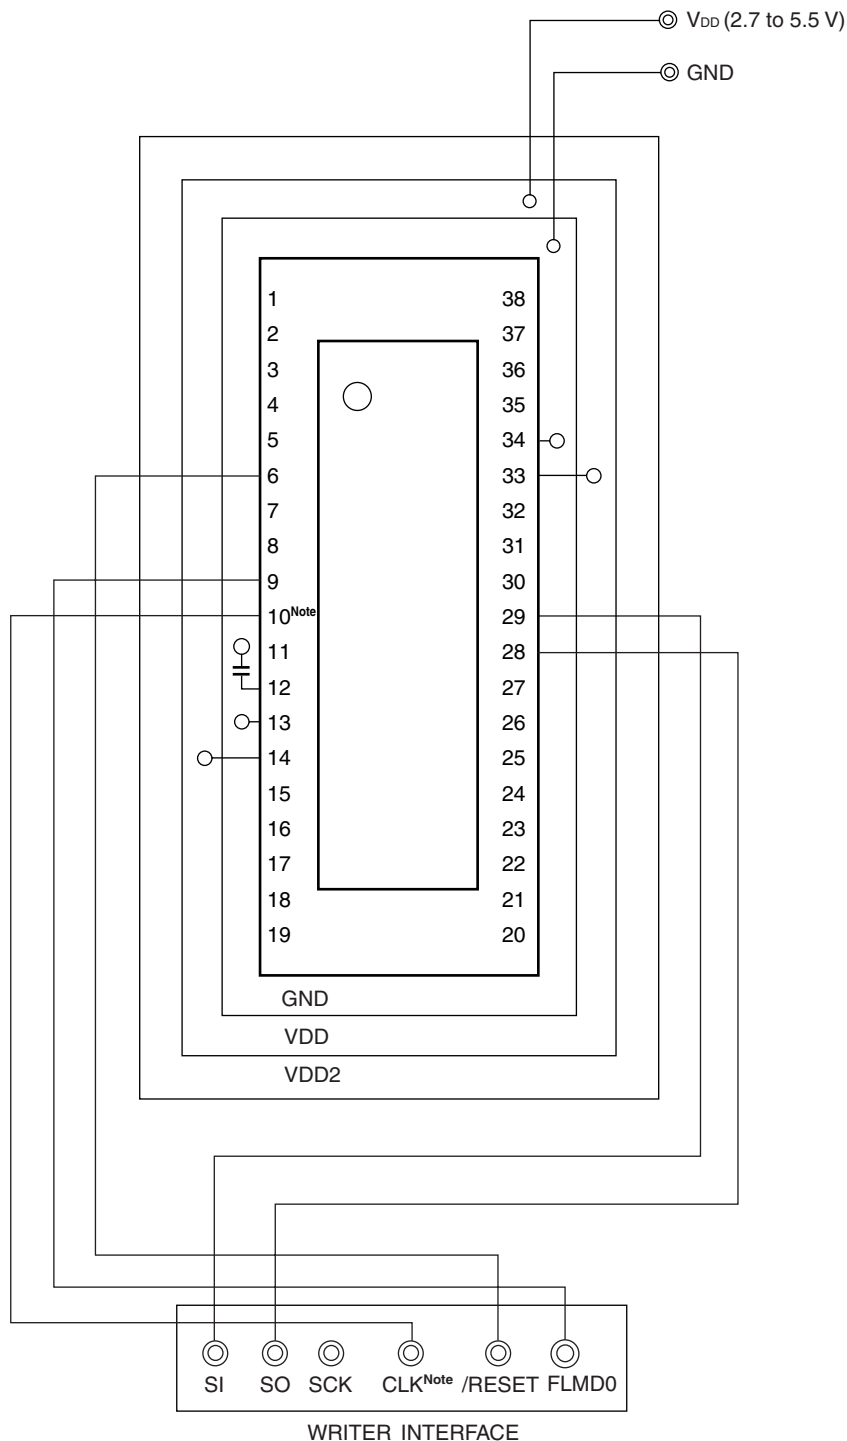 VDD (2.7 to 5.5 V)
GND
1 38
2 37
3 36
4 35
5 34
6 33
7 32
8 31
9 30
10Note 29
11 28
12 27
13 26
14 25
15 24
16 23
17 22
18 21
19 20
GND
VDD
VDD2
SI SO SCK CLKNote /RESET FLMD0
WRITER INTERFACE